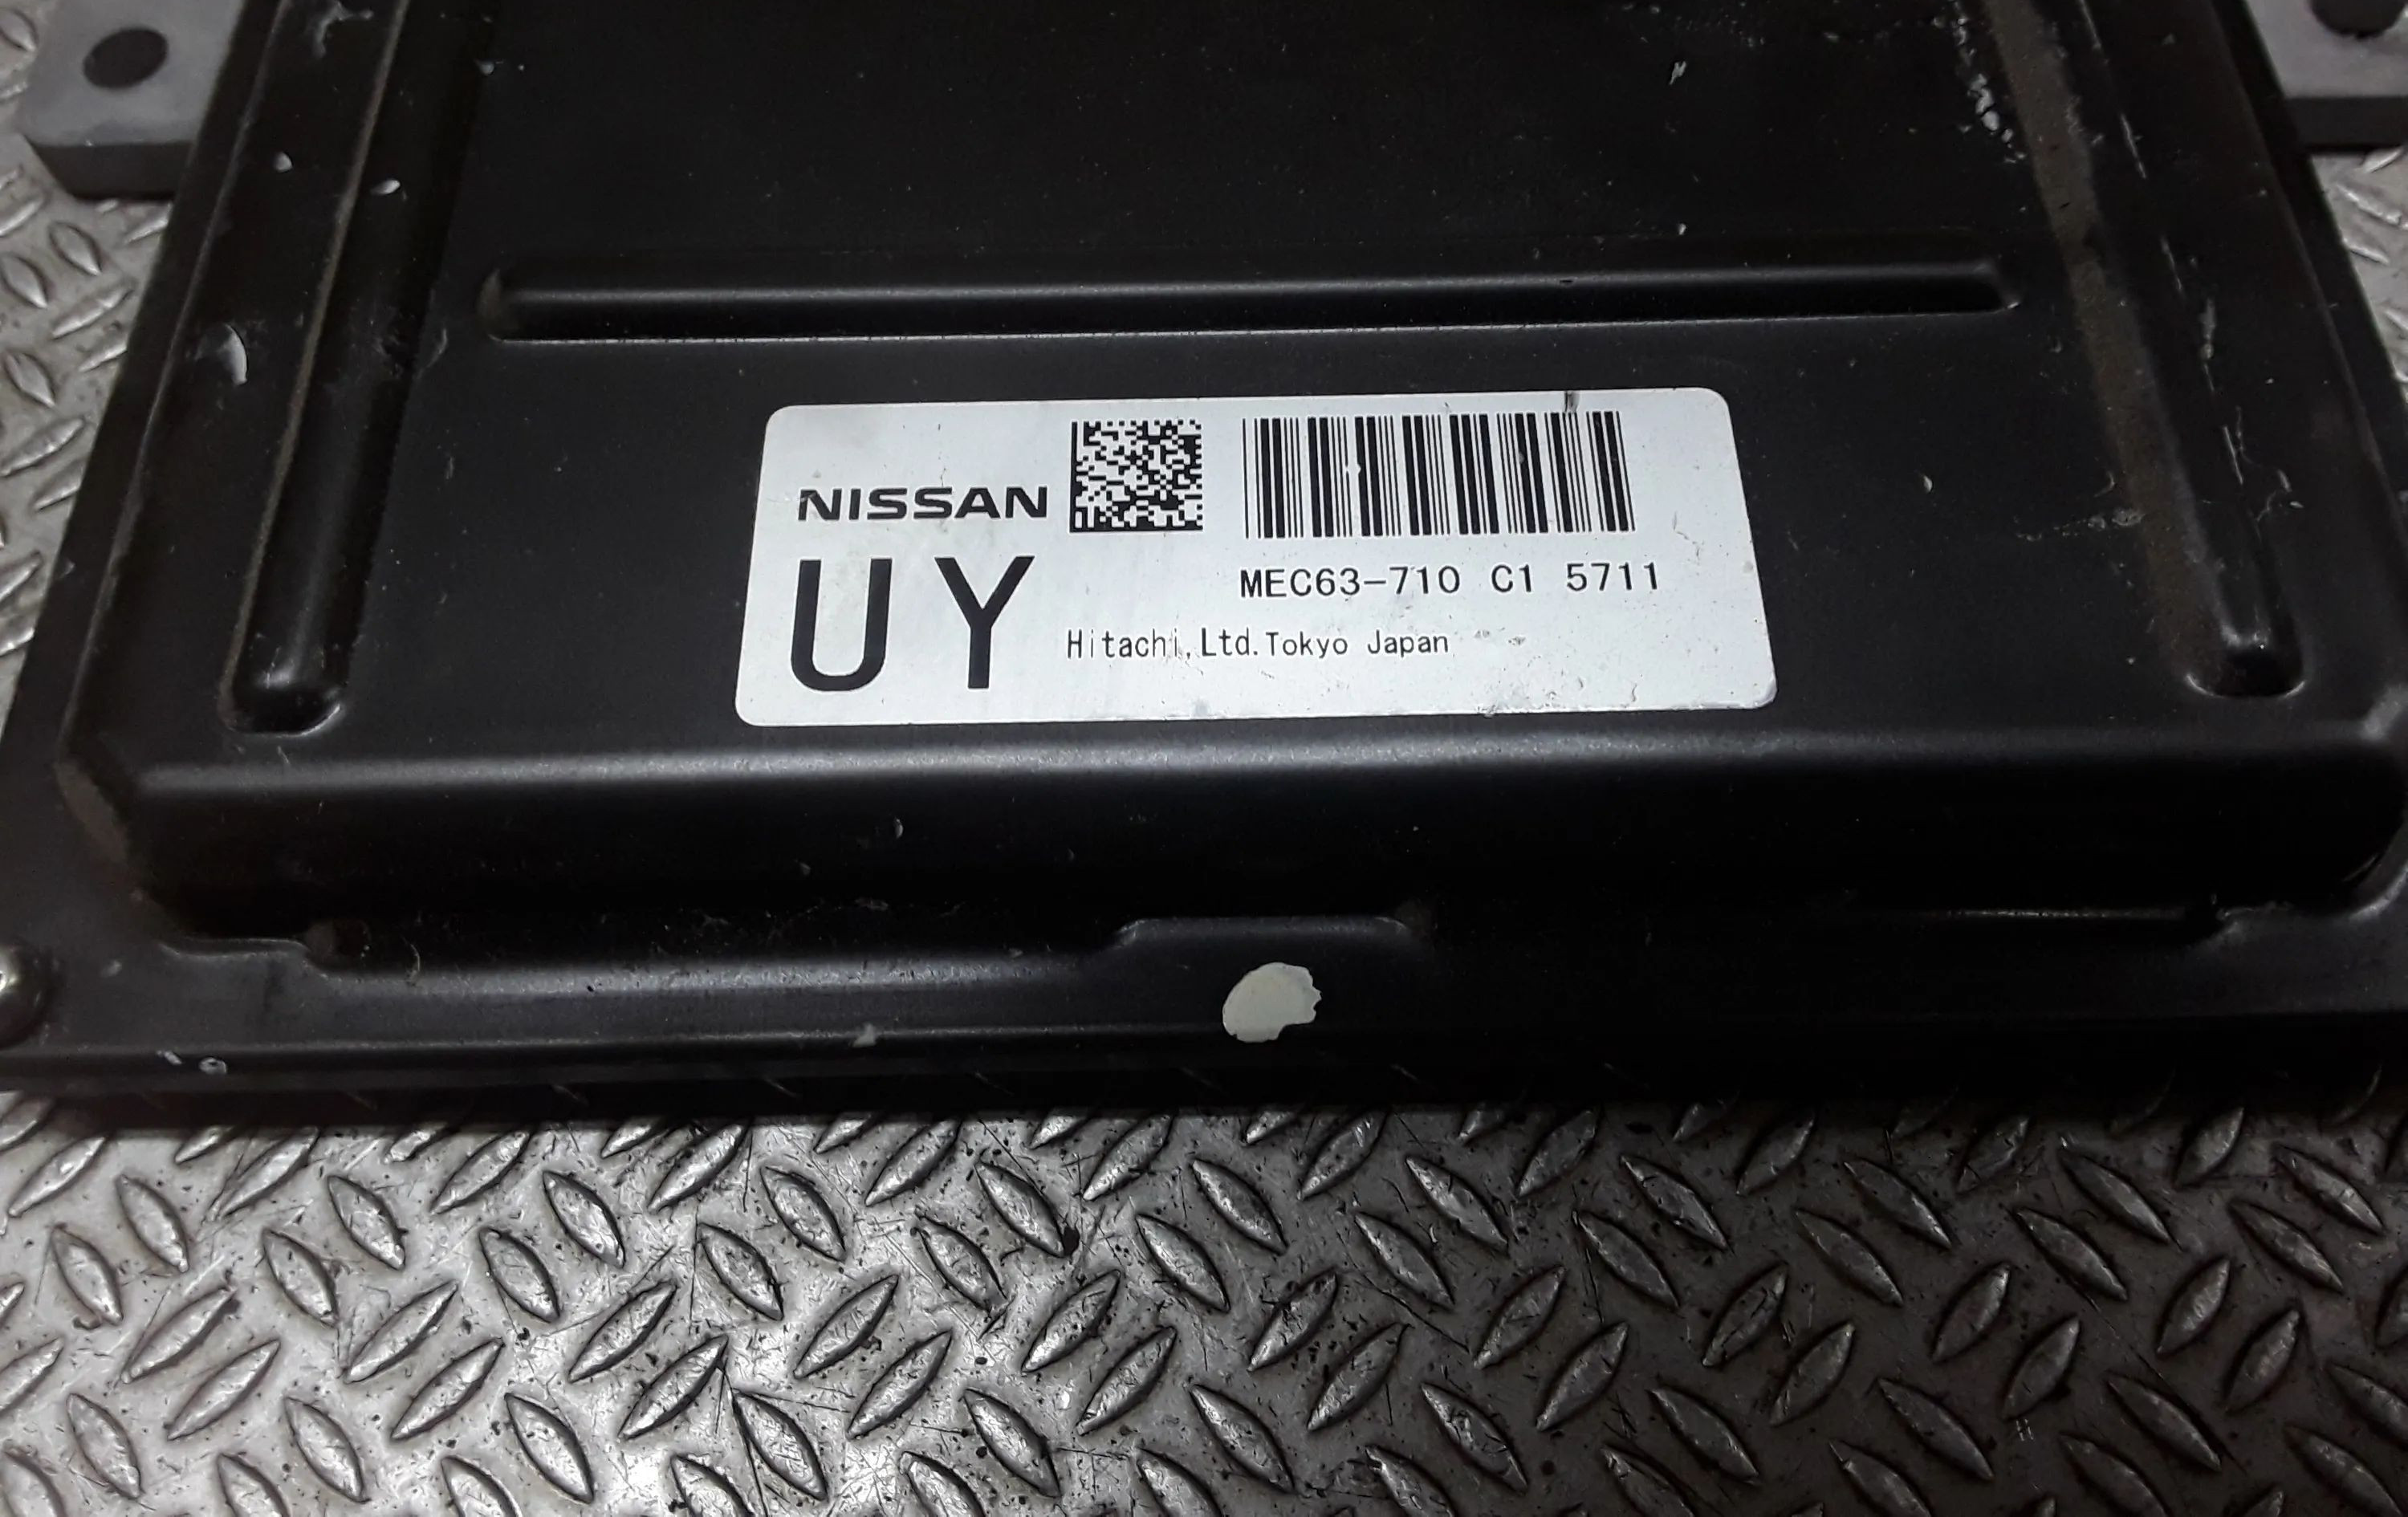 NISSAN
UY
MEC63-710 C1 5711
Hitachi,Ltd.Tokyo Japan